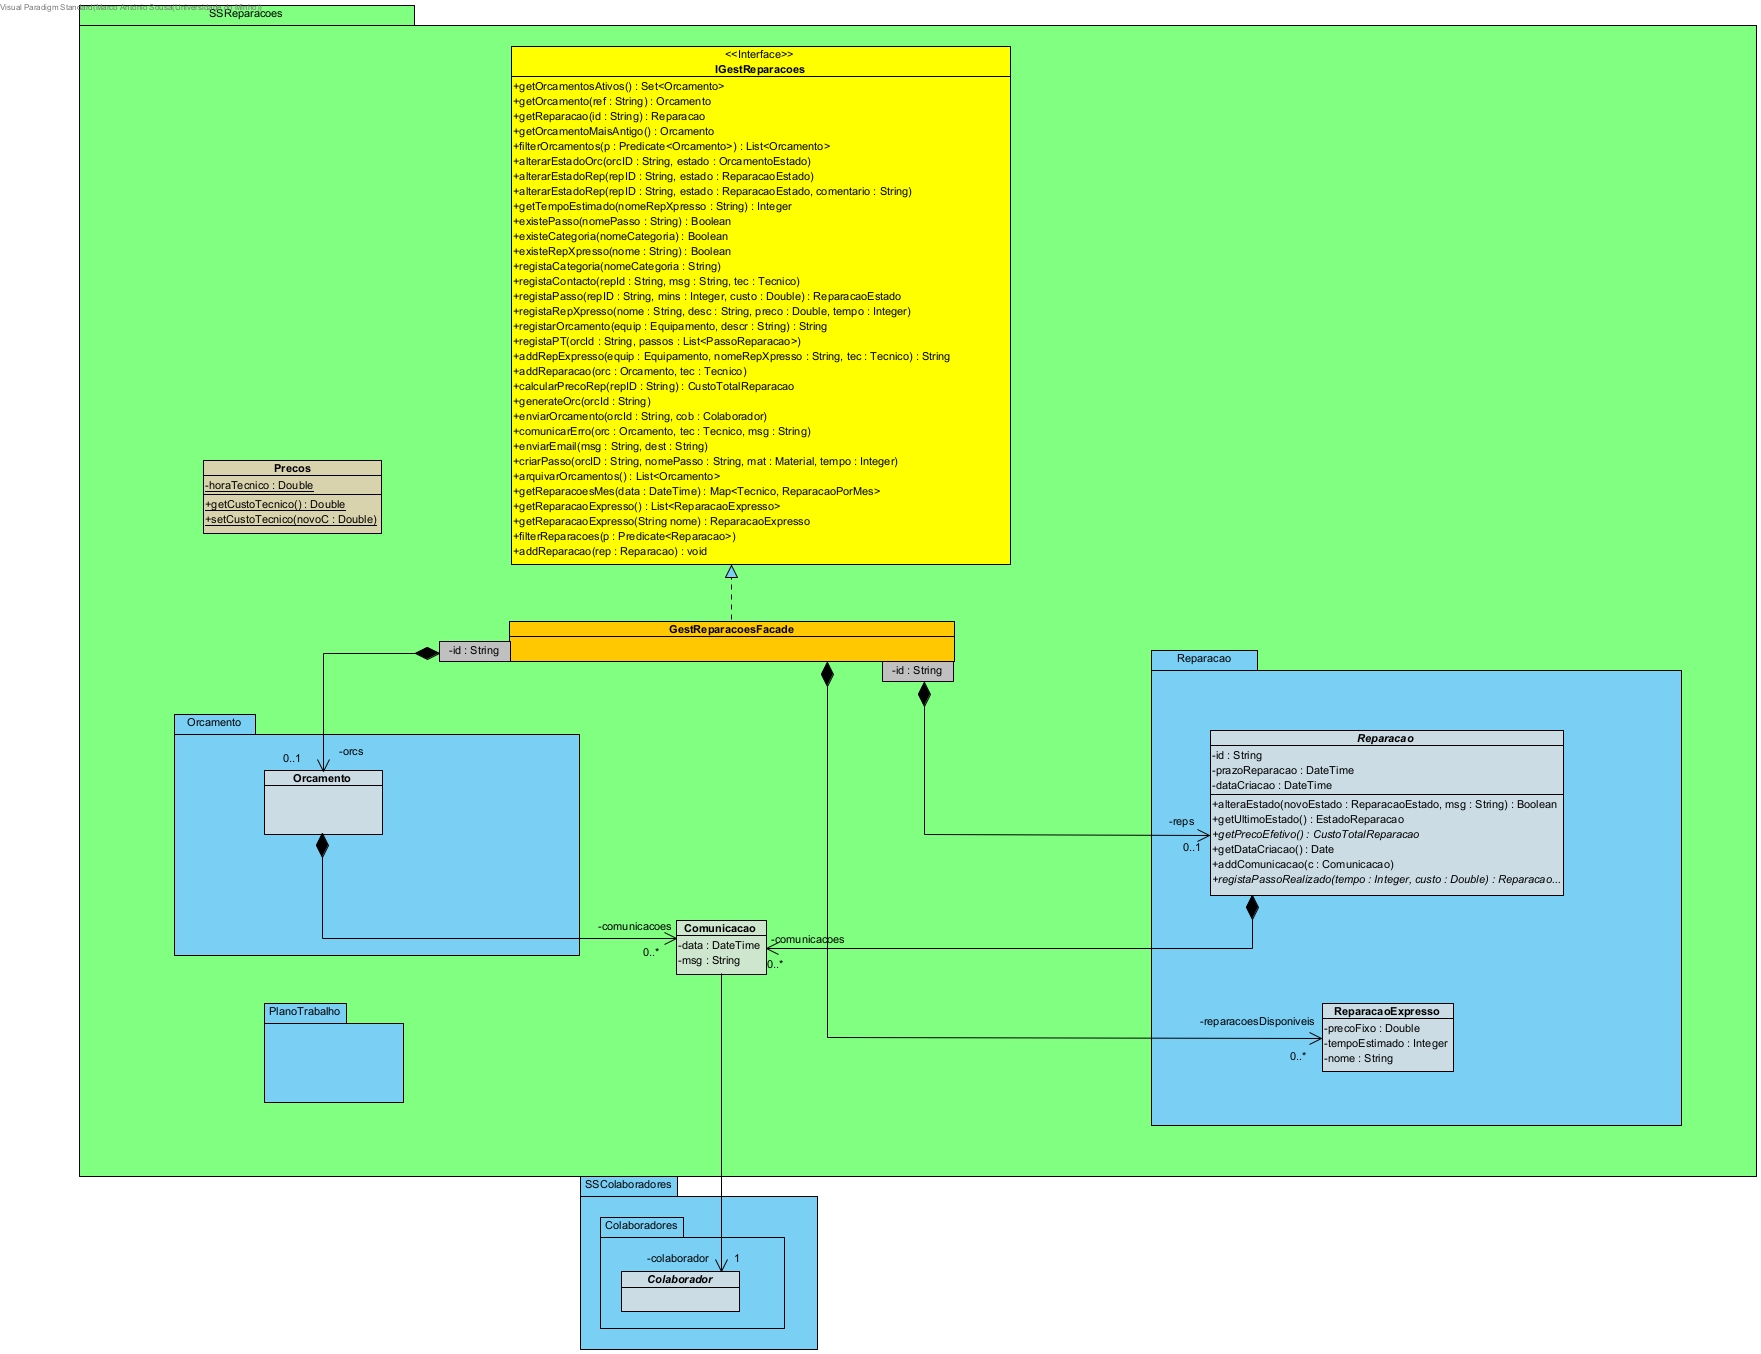 Visual Paradigm Standard(Marco António Sousa(Universidade do Minho))
SSReparacoes
<<Interface>>
IGestReparacoes
+getOrcamentosAtivos() : Set<Orcamento>
+getOrcamento(ref : String) : Orcamento
+getReparacao(id : String) : Reparacao
+getOrcamentoMaisAntigo() : Orcamento
+filterOrcamentos(p : Predicate<Orcamento>) : List<Orcamento>
+alterarEstadoOrc(orcID : String, estado : OrcamentoEstado)
+alterarEstadoRep(repID : String, estado : ReparacaoEstado)
+alterarEstadoRep(repID : String, estado : ReparacaoEstado, comentario : String)
+getTempoEstimado(nomeRepXpresso : String) : Integer
+existePasso(nomePasso : String) : Boolean
+existeCategoria(nomeCategoria) : Boolean
+existeRepXpresso(nome : String) : Boolean
+registaCategoria(nomeCategoria : String)
+registaContacto(repId : String, msg : String, tec : Tecnico)
+registaPasso(repID : String, mins : Integer, custo : Double) : ReparacaoEstado
+registaRepXpresso(nome : String, desc : String, preco : Double, tempo : Integer)
+registarOrcamento(equip : Equipamento, descr : String) : String
+registaPT(orcId : String, passos : List<PassoReparacao>)
+addRepExpresso(equip : Equipamento, nomeRepXpresso : String, tec : Tecnico) : String
+addReparacao(orc : Orcamento, tec : Tecnico)
+calcularPrecoRep(repID : String) : CustoTotalReparacao
+generateOrc(orcId : String)
+enviarOrcamento(orcId : String, cob : Colaborador)
+comunicarErro(orc : Orcamento, tec : Tecnico, msg : String)
+enviarEmail(msg : String, dest : String)
+criarPasso(orcID : String, nomePasso : String, mat : Material, tempo : Integer)
+arquivarOrcamentos() : List<Orcamento>
+getReparacoesMes(data : DateTime) : Map<Tecnico, ReparacaoPorMes>
+getReparacaoExpresso() : List<ReparacaoExpresso>
+getReparacaoExpresso(String nome) : ReparacaoExpresso
+filterReparacoes(p : Predicate<Reparacao>)
+addReparacao(rep : Reparacao) : void
Precos
-horaTecnico : Double
+getCustoTecnico() : Double
+setCustoTecnico(novoC : Double)
GestReparacoesFacade
-id : String
-id : String
Reparacao
Orcamento
-orcs
0..1
Orcamento
Reparacao
-id : String
-prazoReparacao : DateTime
-dataCriacao : DateTime
+alteraEstado(novoEstado : ReparacaoEstado, msg : String) : Boolean
+getUltimoEstado() : EstadoReparacao
+getPrecoEfetivo() : CustoTotalReparacao
+getDataCriacao() : Date
+addComunicacao(c : Comunicacao)
+registaPassoRealizado(tempo : Integer, custo : Double) : Reparacao...
-reps
0..1
-comunicacoes
0..*
Comunicacao
-data : DateTime
-msg : String
-comunicacoes
0..*
PlanoTrabalho
-reparacoesDisponiveis
0..*
ReparacaoExpresso
-precoFixo : Double
-tempoEstimado : Integer
-nome : String
SSColaboradores
Colaboradores
-colaborador
1
Colaborador